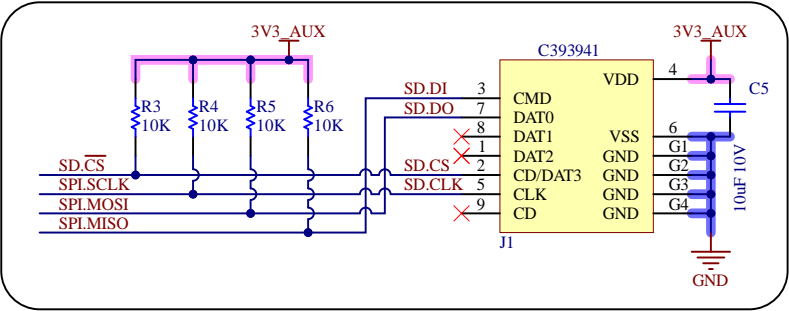 3V3_AUX
C393941
3V3_AUX
VDD
4
C5
10uF 10V
R3
10K
R4
10K
R5
10K
R6
10K
SD.DI
3
CMD
SD.DO
7
DAT0
8
DAT1
VSS
6
1
DAT2
GND
G1
SD.CS
SD.CS
2
CD/DAT3
GND
G2
SPI.SCLK
SD.CLK
5
CLK
GND
G3
SPI.MOSI
9
CD
GND
G4
SPI.MISO
J1
GND